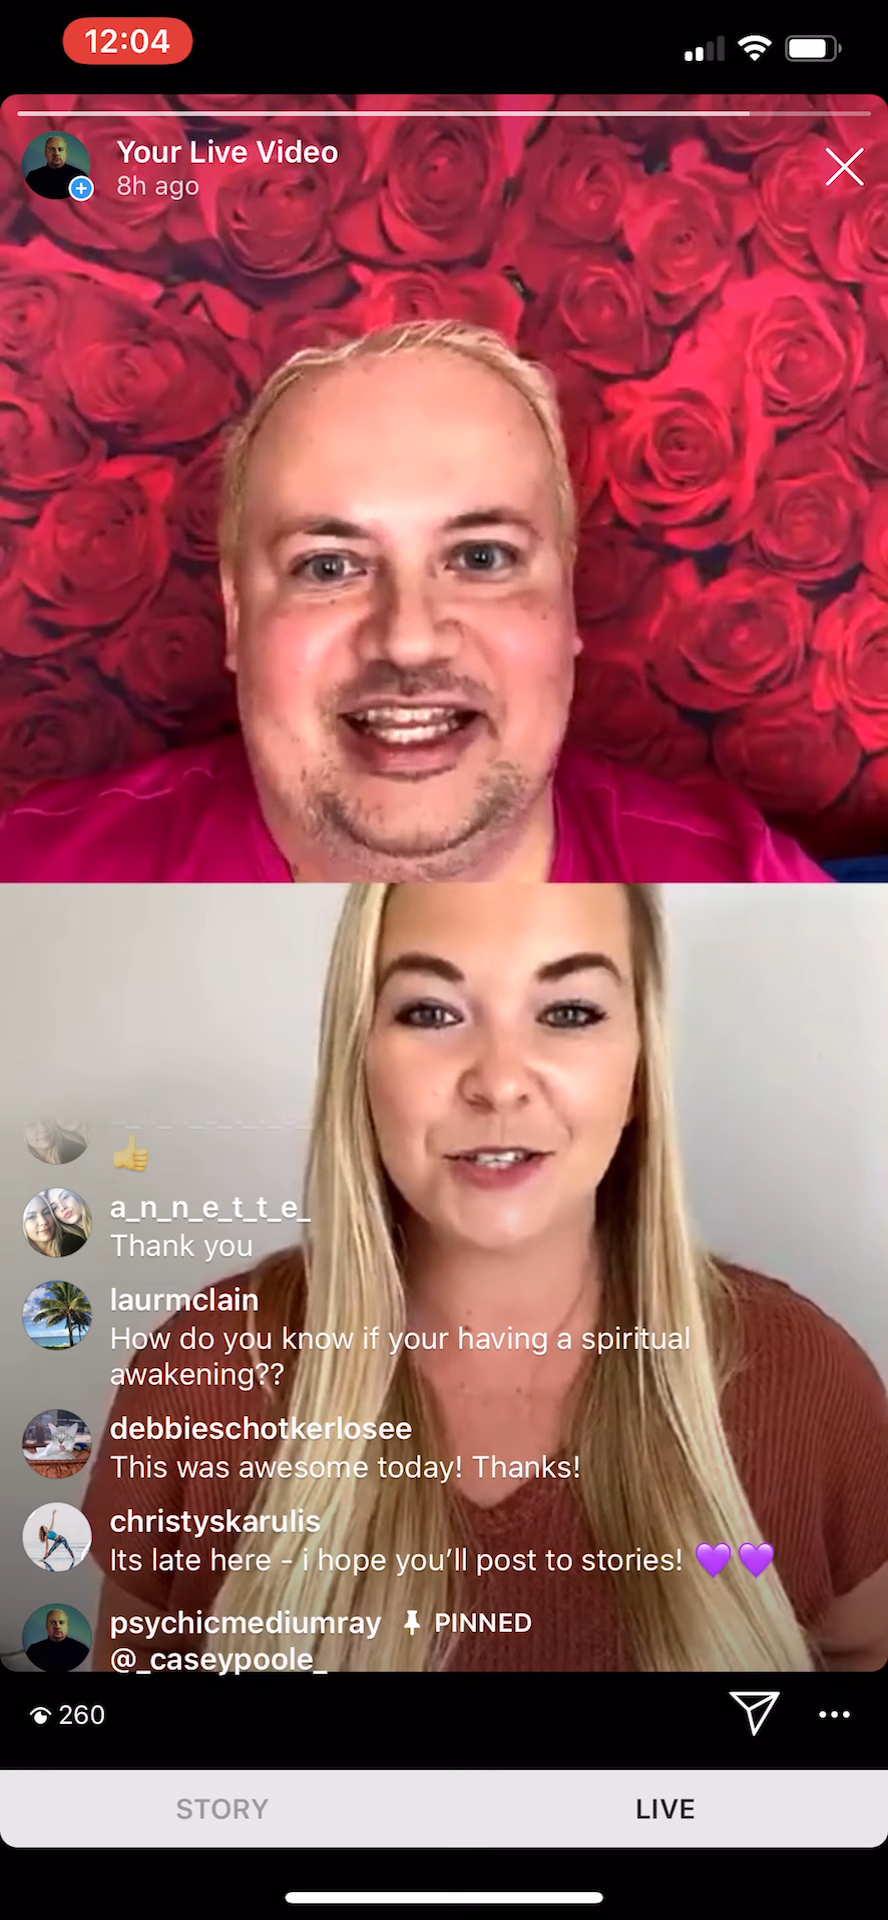 12:04
Your Live Video
8h ago
a_n_n_e_t_t_e_
👍
a_n_n_e_t_t_e_
Thank you
laurmclain
How do you know if your having a spiritual
awakening??
debbieschotkerlosee
This was awesome today! Thanks!
christyskarulis
Its late here - i hope you’ll post to stories! 💜💜
psychicmediumray PINNED
@_caseypoole_
260
STORY
LIVE